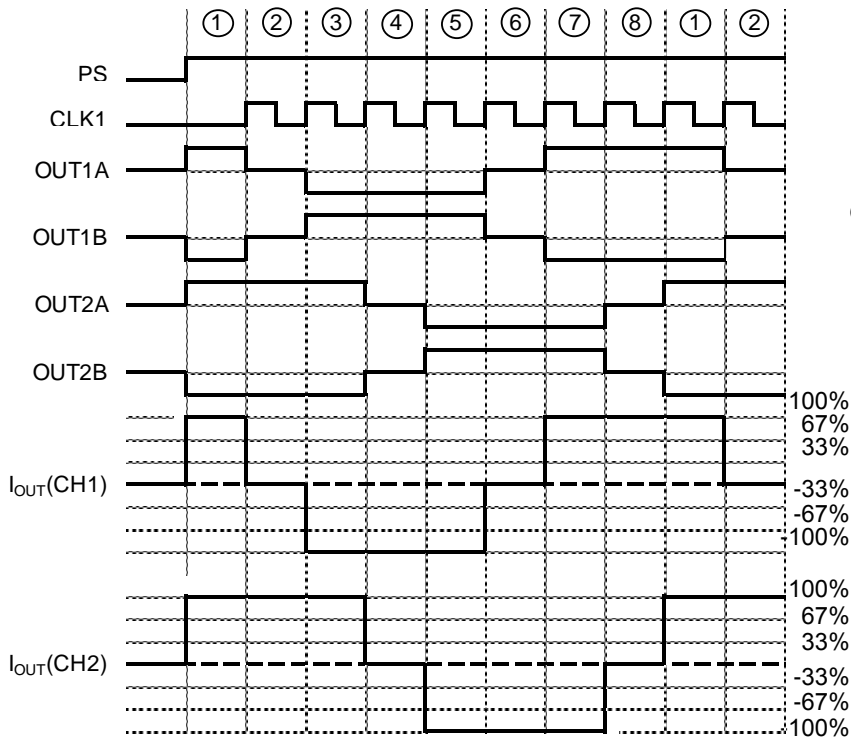 ① ② ③ ④ ⑤ ⑥ ⑦ ⑧ ① ②
PS
CLK1
OUT1A
OUT1B
OUT2A
OUT2B
100%
67%
33%
IOUT(CH1)
-33%
-67%
-100%
100%
67%
33%
IOUT(CH2)
-33%
-67%
-100%